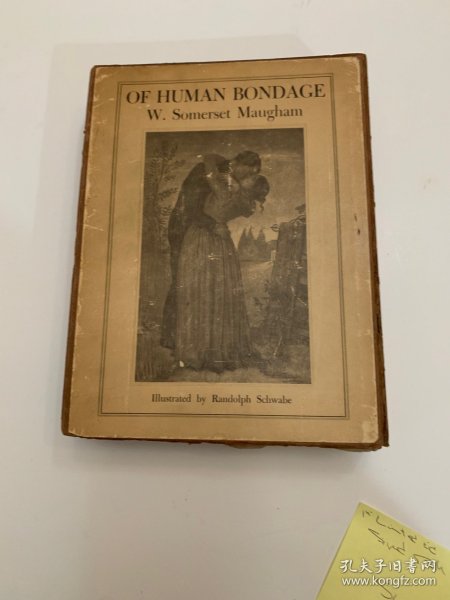 OF HUMAN BONDAGE
W. Somerset Maugham
Illustrated by Randolph Schwabe
孔夫子旧书网
www.kongfz.com